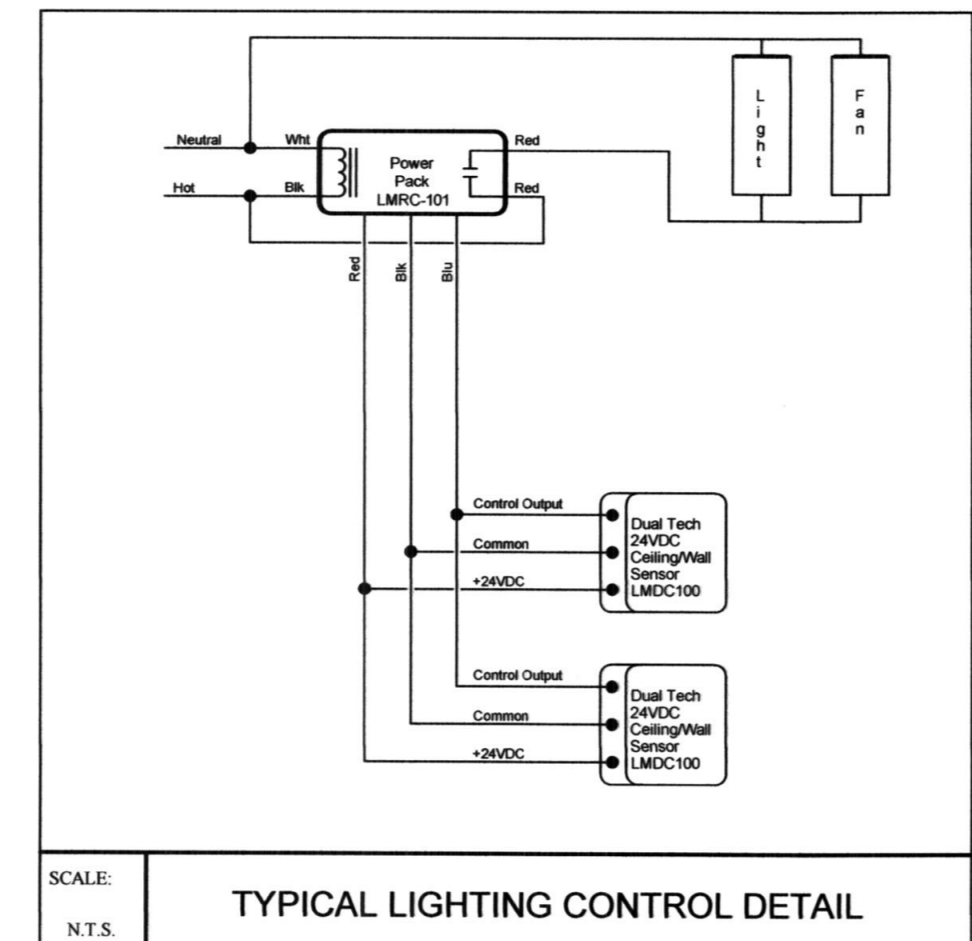 Neutral
Wht
Hot
Blk
Power
Pack
LMRC-101
Red
Red
Light
Fan
Red
Blk
Blu
Control Output
Common
+24VDC
Dual Tech
24VDC
Ceiling/Wall
Sensor
LMDC100
Control Output
Common
+24VDC
Dual Tech
24VDC
Ceiling/Wall
Sensor
LMDC100
SCALE:
N.T.S.
TYPICAL LIGHTING CONTROL DETAIL